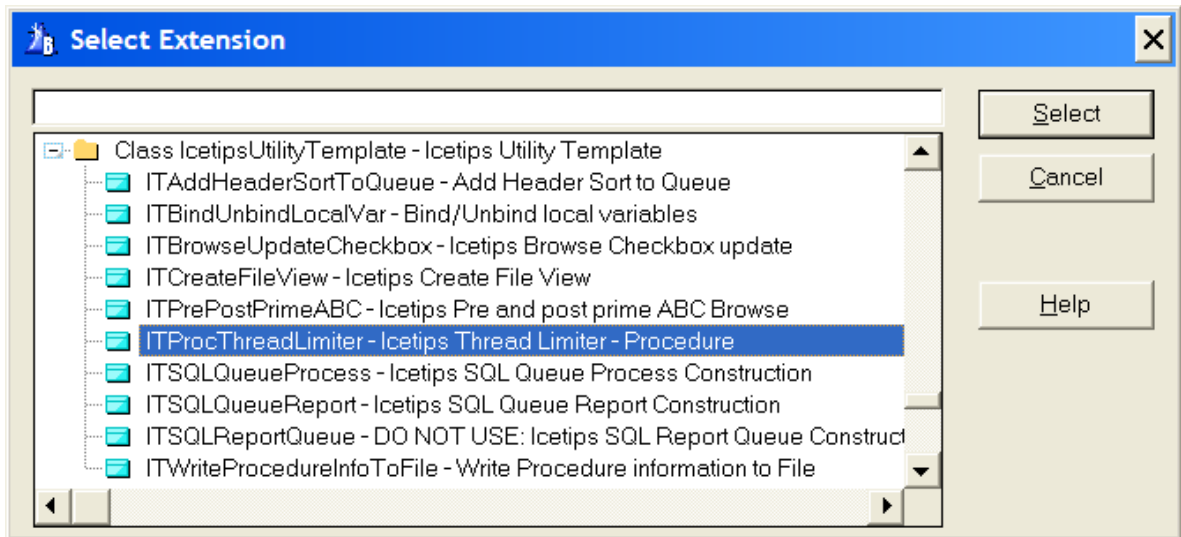 Select Extension
Select
Class IcetipsUtilityTemplate - Icetips Utility Template
ITAddHeaderSortToQueue - Add Header Sort to Queue
Cancel
ITBindUnbindLocalVar - Bind/Unbind local variables
ITBrowseUpdateCheckbox - Icetips Browse Checkbox update
ITCreateFileView - Icetips Create File View
ITPrePostPrimeABC - Icetips Pre and post prime ABC Browse
Help
ITProcThreadLimiter - Icetips Thread Limiter - Procedure
ITSQLQueueProcess - Icetips SQL Queue Process Construction
ITSQLQueueReport - Icetips SQL Queue Report Construction
ITSQLReportQueue - DO NOT USE: Icetips SQL Report Queue Construct
ITWriteProcedureInfoToFile - Write Procedure information to File